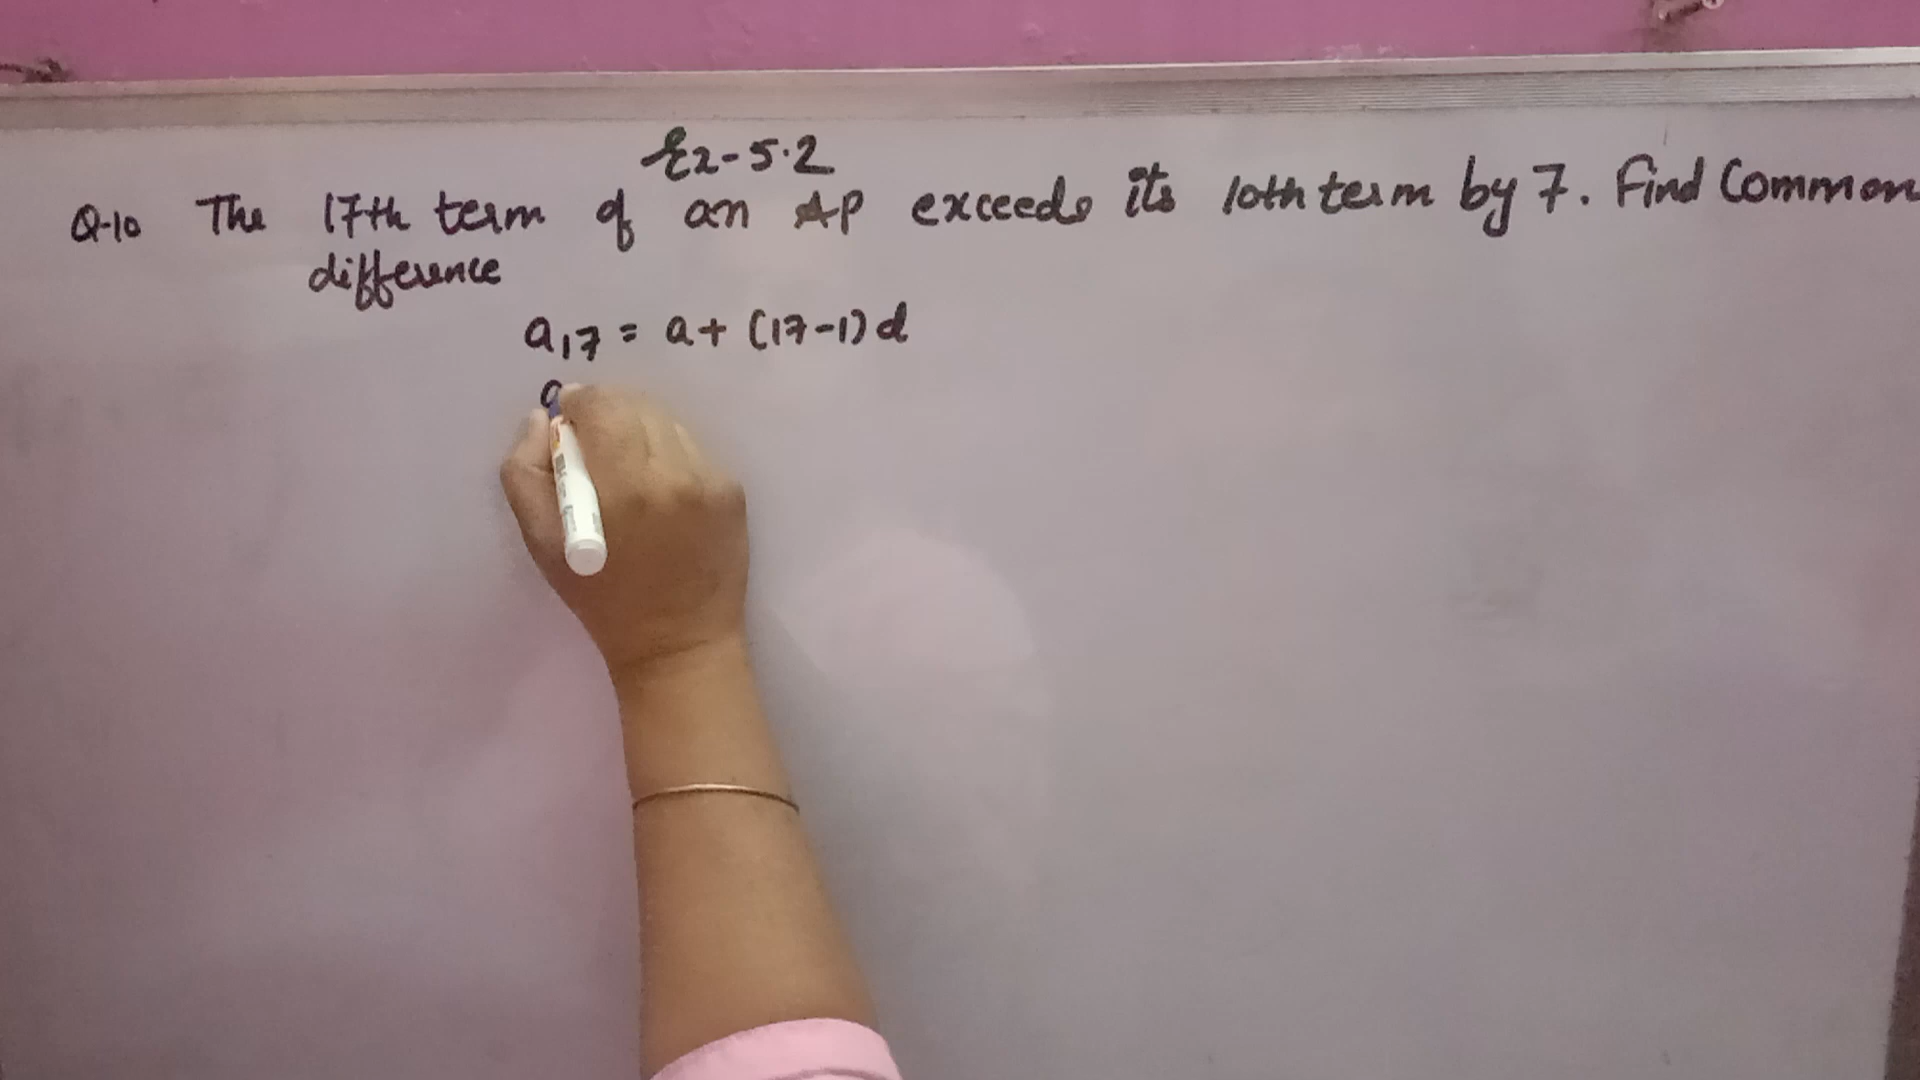 Ex-5.2
Q-10 The 17th term of an AP exceeds its 10th term by 7. Find Common
difference
a17 = a + (17-1) d
a